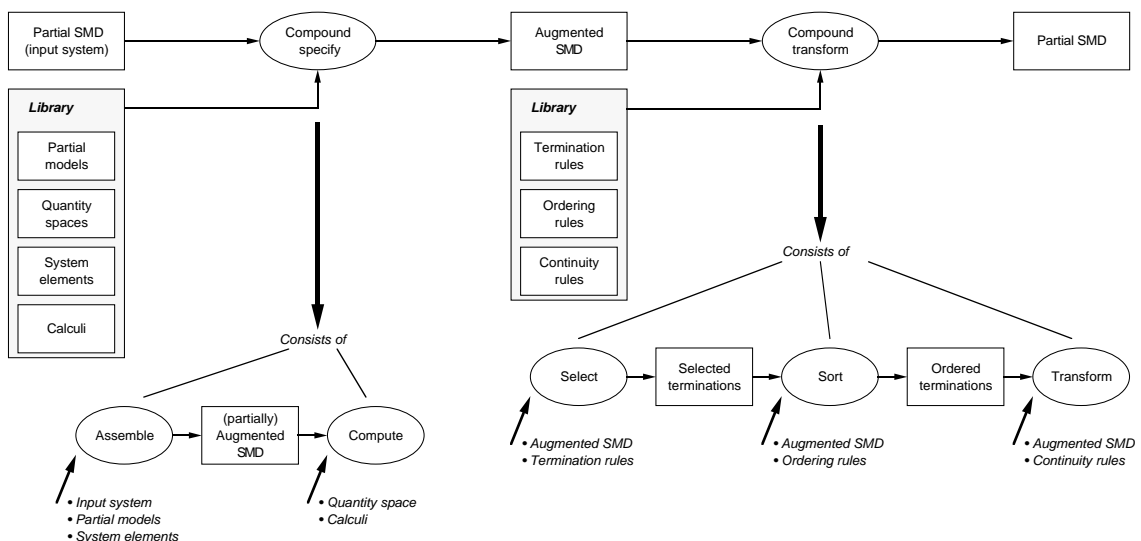 Partial SMD
(input system)
Compound
specify
Augmented
SMD
Compound
transform
Partial SMD
Library
Partial
models
Quantity
spaces
System
elements
Calculi
Library
Termination
rules
Ordering
rules
Continuity
rules
Consists of
Assemble
(partially)
Augmented
SMD
Compute
• Input system
• Partial models
• System elements
• Quantity space
• Calculi
Consists of
Select
Selected
terminations
Sort
Ordered
terminations
Transform
• Augmented SMD
• Termination rules
• Augmented SMD
• Ordering rules
• Augmented SMD
• Continuity rules